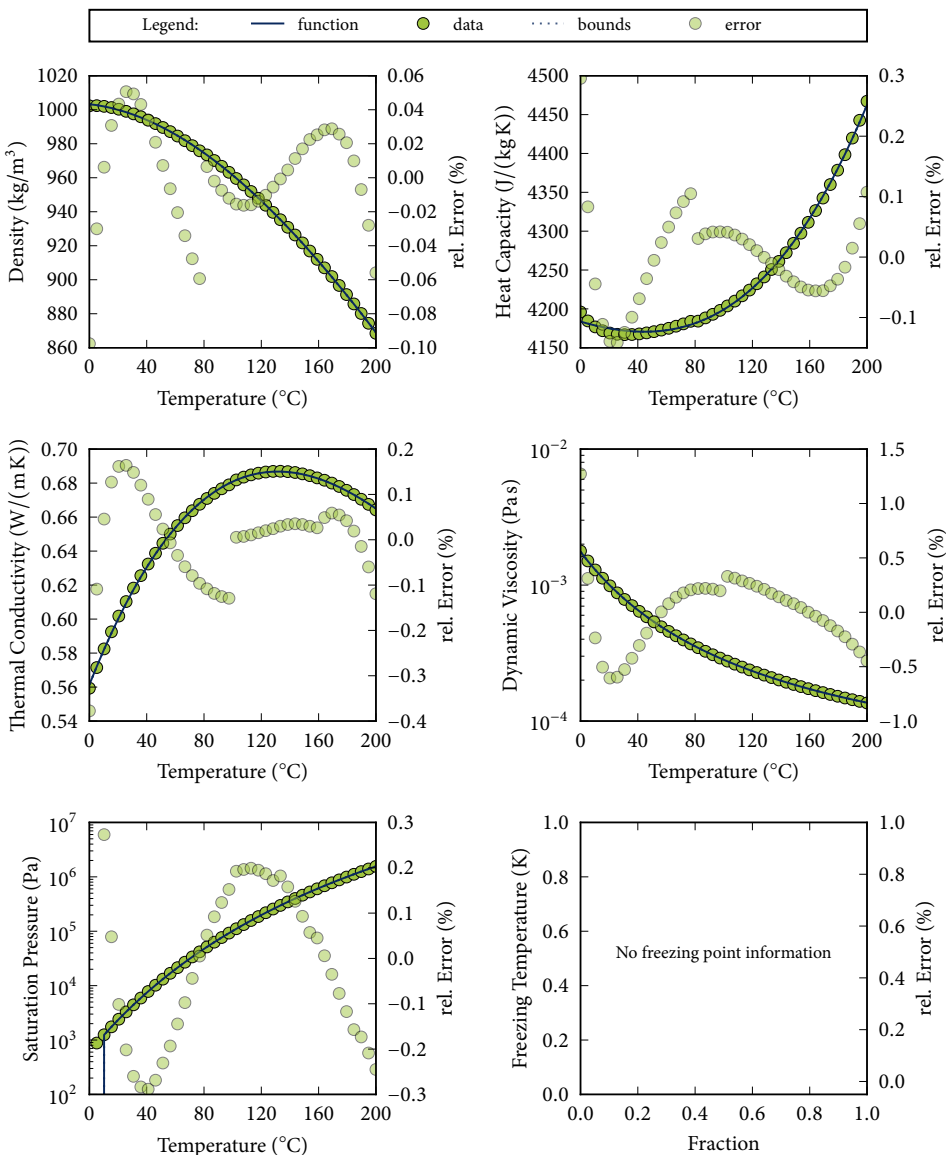 Legend: function data bounds error
1020 0.06 4500 0.3
1000 0.04 4450 0.2
980 0.02 4400
960 0.00 4350 0.1
940 −0.02 4300 0.0
920 −0.04 4250
900 −0.06 4200 −0.1
880 −0.08 4150
860 −0.10
Density (kg/m³)
rel. Error (%)
Heat Capacity (J/(kgK))
rel. Error (%)
0 40 80 120 160 200 0 40 80 120 160 200
Temperature (°C) Temperature (°C)
0.70 0.2 10⁻² 1.5
0.68 0.1 1.0
0.66 0.0 0.5
0.64 −0.1 10⁻³ 0.0
0.62 −0.2 −0.5
0.60 −0.3 10⁻⁴ −1.0
0.58 −0.4
0.56
0.54
Thermal Conductivity (W/(mK))
rel. Error (%)
Dynamic Viscosity (Pa s)
rel. Error (%)
0 40 80 120 160 200 0 40 80 120 160 200
Temperature (°C) Temperature (°C)
10⁷ 0.3 1.0 1.0
10⁶ 0.2 0.8 0.8
10⁵ 0.1 0.6 0.6
10⁴ 0.0 0.4 0.4
10³ −0.1 0.2 0.2
10² −0.2 0.0 0.0
−0.3
Saturation Pressure (Pa)
rel. Error (%)
Freezing Temperature (K)
No freezing point information
rel. Error (%)
0 40 80 120 160 200 0.0 0.2 0.4 0.6 0.8 1.0
Temperature (°C) Fraction